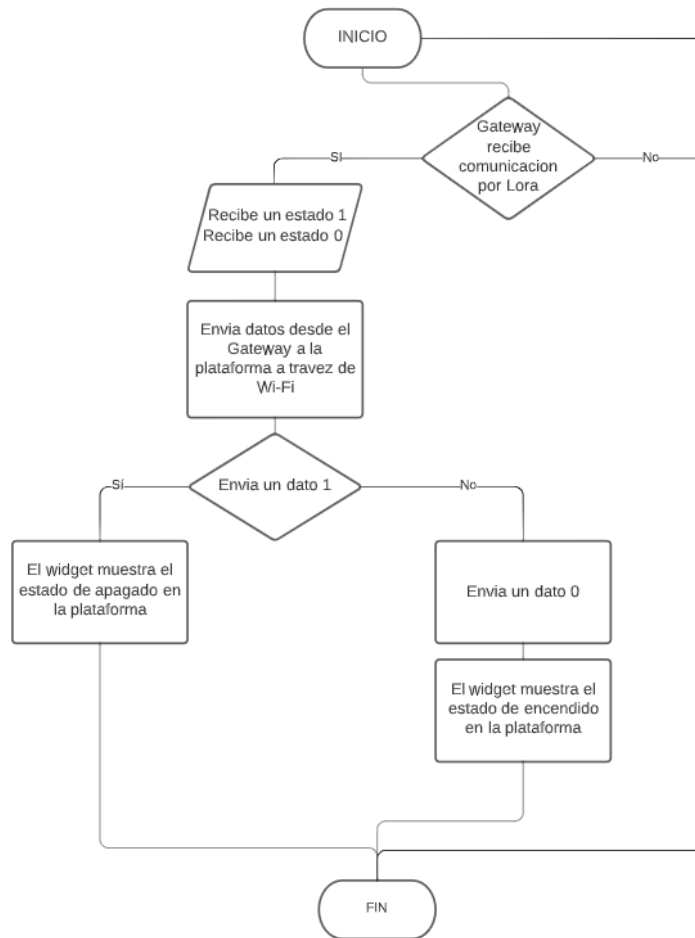 INICIO
Gateway
recibe
comunicacion
por Lora
Sí
No
Recibe un estado 1
Recibe un estado 0
Envia datos desde el
Gateway a la
plataforma a travez de
Wi-Fi
Envia un dato 1
Sí
No
El widget muestra el
estado de apagado en
la plataforma
Envia un dato 0
El widget muestra el
estado de encendido
en la plataforma
FIN